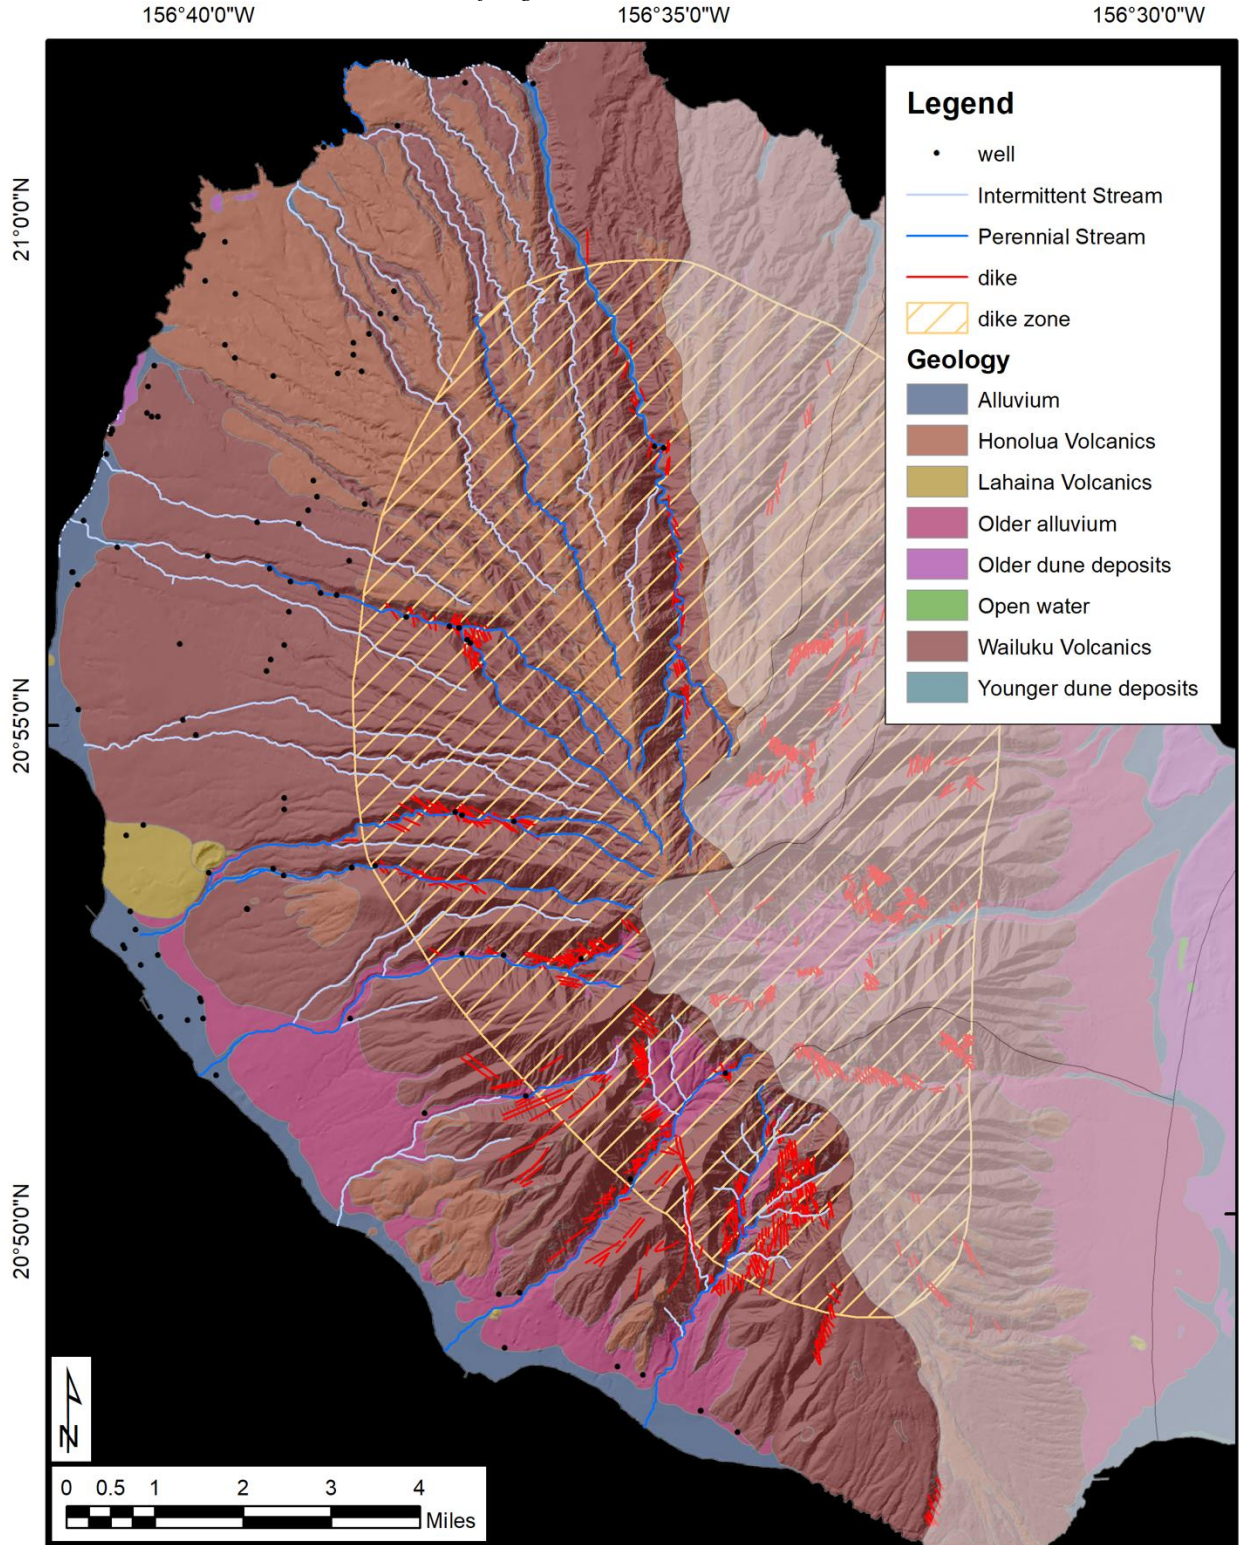 156°40'0"W 156°35'0"W 156°30'0"W
Legend
well
Intermittent Stream
Perennial Stream
dike
dike zone
Geology
Alluvium
Honolua Volcanics
Lahaina Volcanics
Older alluvium
Older dune deposits
Open water
Wailuku Volcanics
Younger dune deposits
21°0'0"N
20°55'0"N
20°50'0"N
N
0 0.5 1 2 3 4
Miles